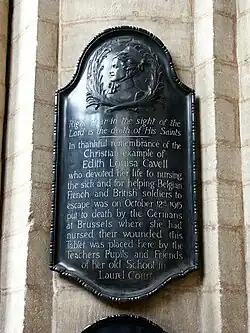 Right dear in the sight of the
Lord is the death of His Saints
In thankful remembrance of the
Christian example of
Edith Louisa Cavell
who devoted her life to nursing
the sick and for helping Belgian
French and British soldiers to
escape was on October 12th 1915
put to death by the Germans
at Brussels where she had
nursed their wounded this
Tablet was placed here by the
Teachers Pupils and Friends
of her old School in
Laurel Court